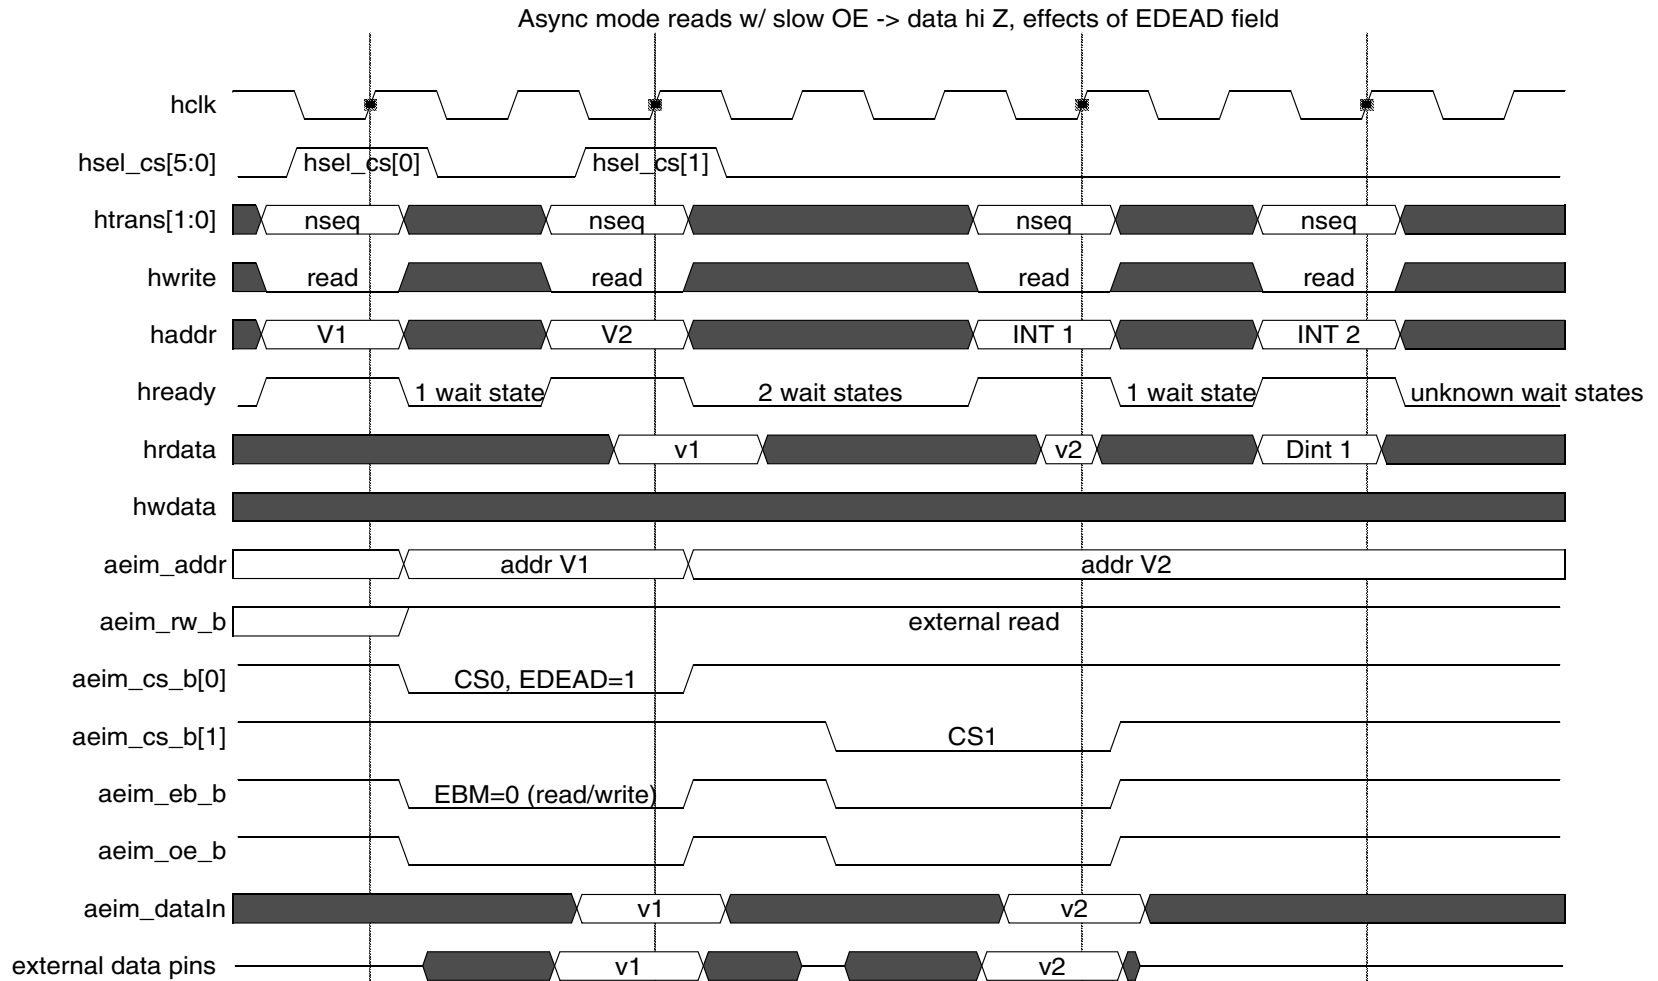 Async mode reads w/ slow OE -> data hi Z, effects of EDEAD field
hclk
hsel_cs[5:0] hsel_cs[0] hsel_cs[1]
htrans[1:0] nseq nseq nseq nseq
hwrite read read read read
haddr V1 V2 INT 1 INT 2
hready 1 wait state 2 wait states 1 wait state unknown wait states
hrdata v1 v2 Dint 1
hwdata
aeim_addr addr V1 addr V2
aeim_rw_b external read
aeim_cs_b[0] CS0, EDEAD=1
aeim_cs_b[1] CS1
aeim_eb_b EBM=0 (read/write)
aeim_oe_b
aeim_dataIn v1 v2
external data pins v1 v2